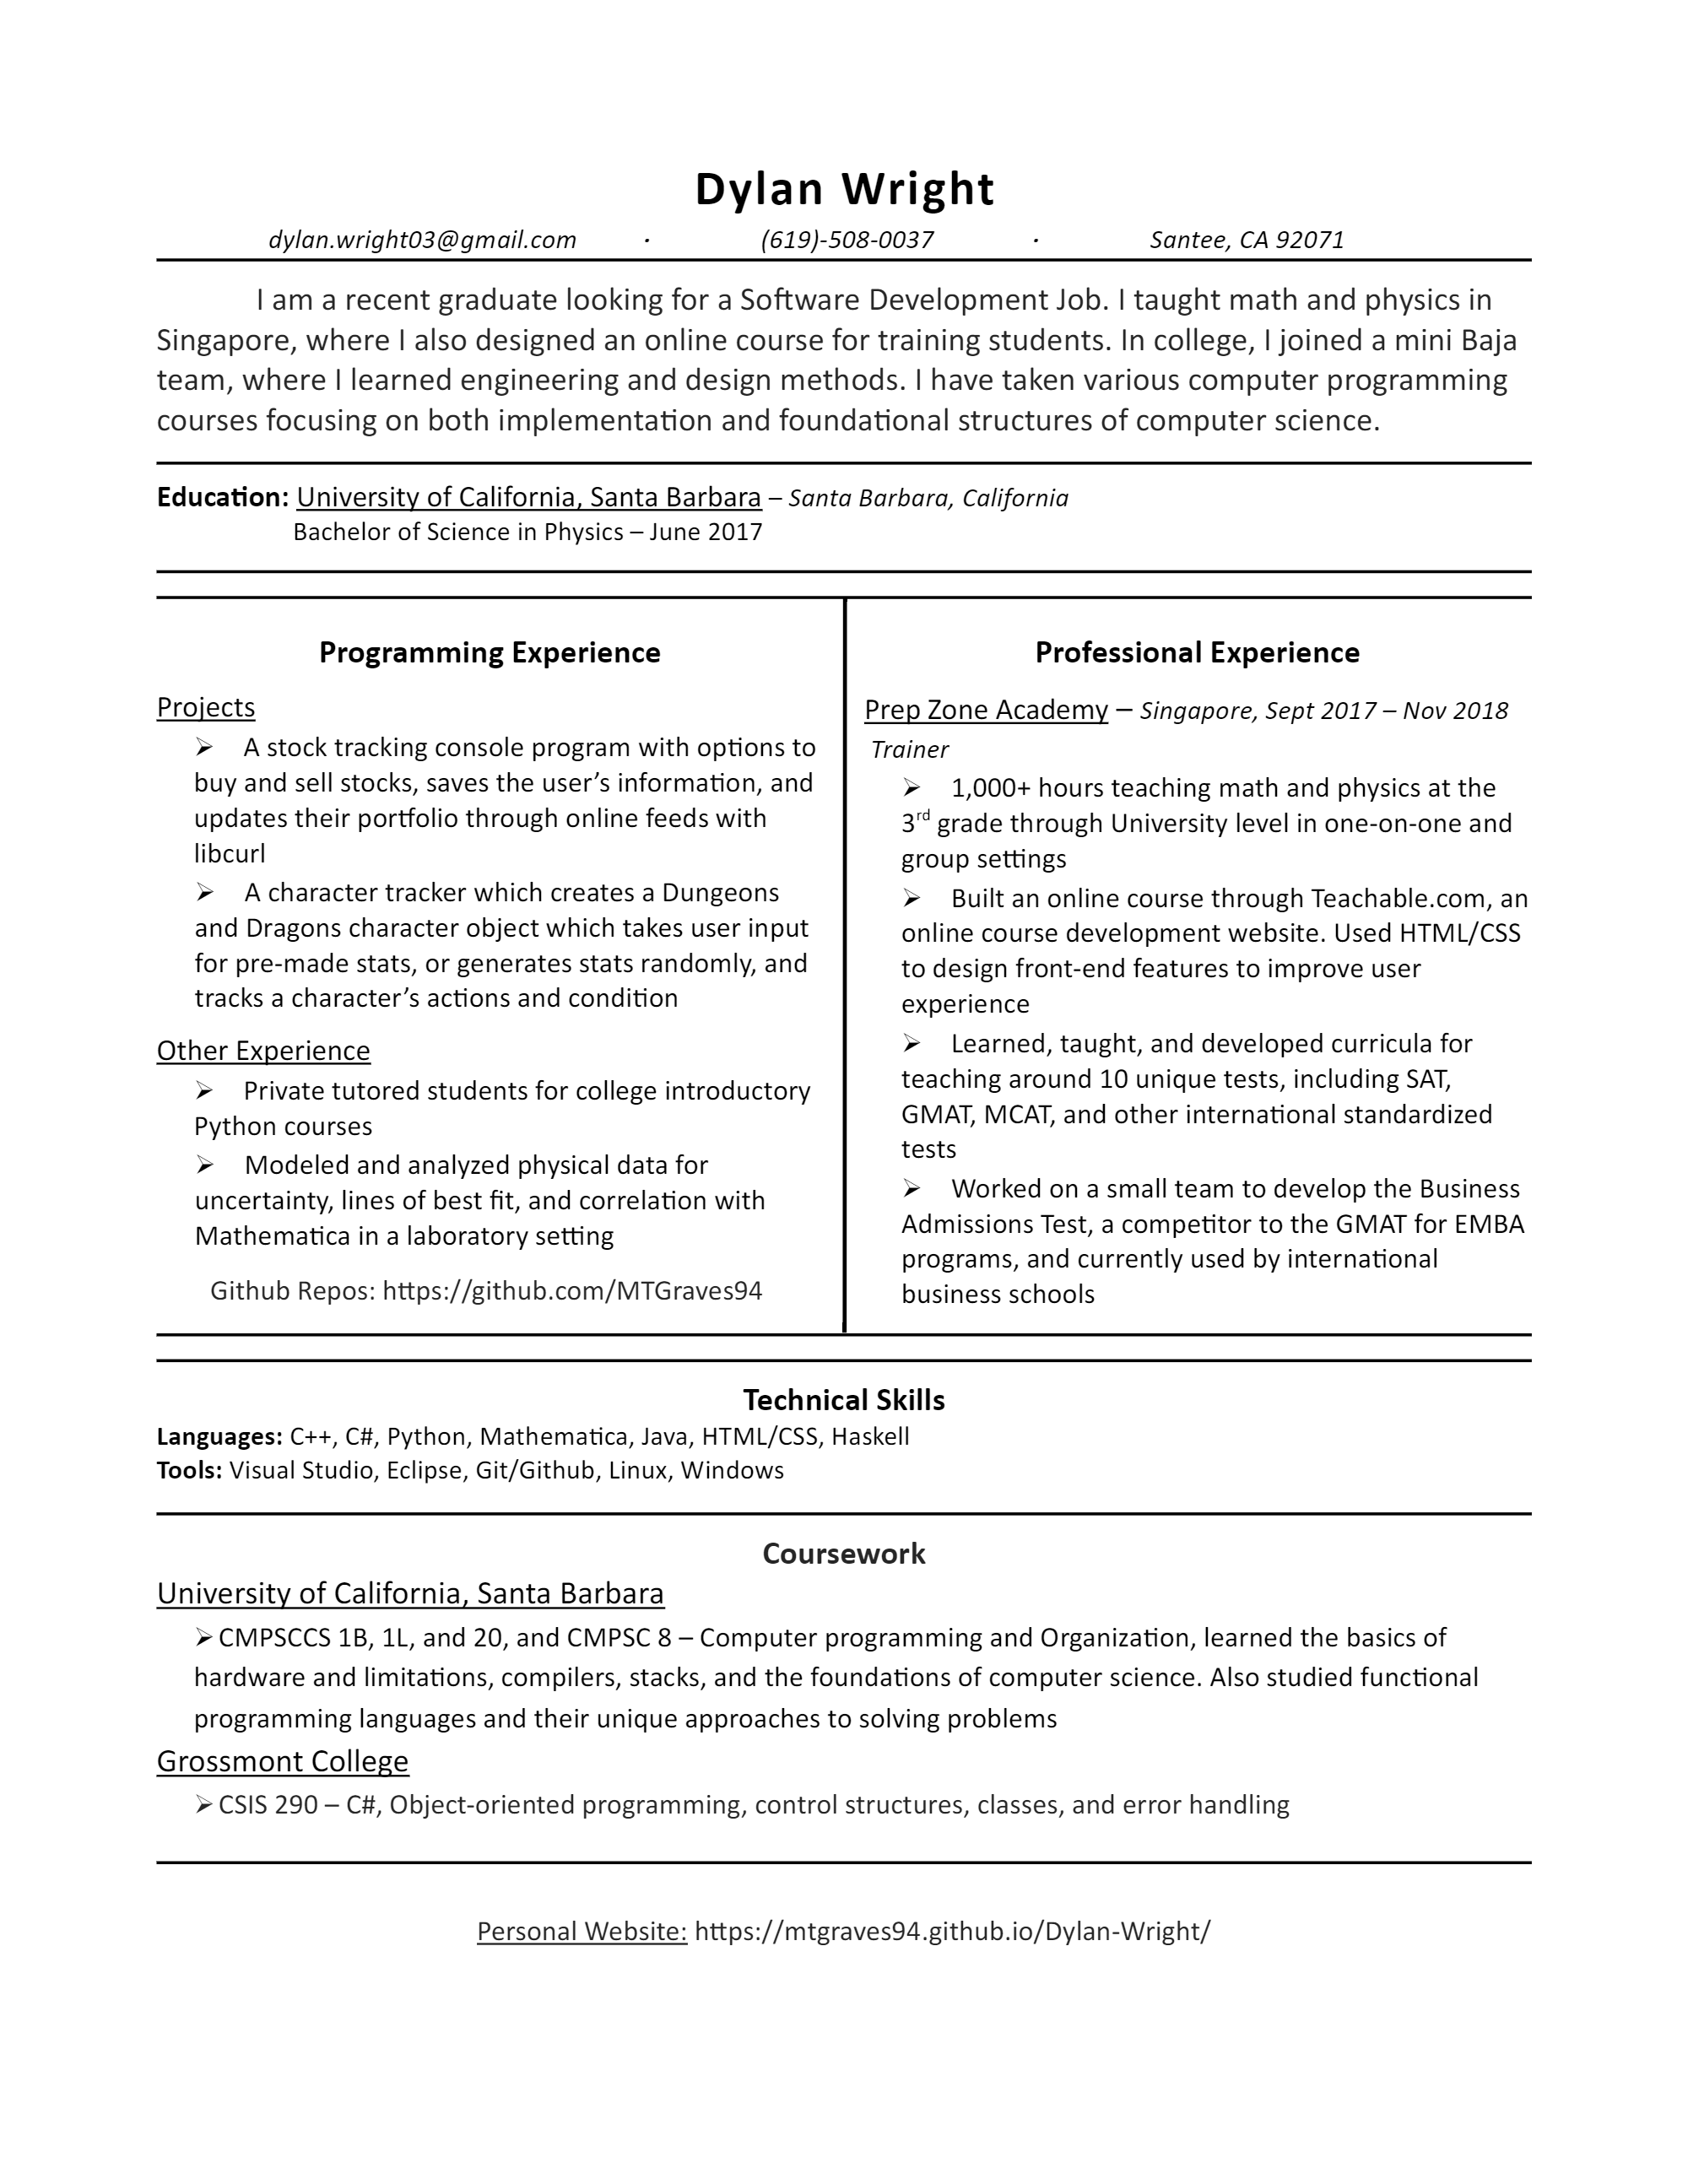 Dylan Wright
dylan.wright03@gmail.com · (619)-508-0037 · Santee, CA 92071
I am a recent graduate looking for a Software Development Job. I taught math and physics in
Singapore, where I also designed an online course for training students. In college, I joined a mini Baja
team, where I learned engineering and design methods. I have taken various computer programming
courses focusing on both implementation and foundational structures of computer science.
Education: University of California, Santa Barbara – Santa Barbara, California
Bachelor of Science in Physics – June 2017
Programming Experience
Projects
➢ A stock tracking console program with options to
buy and sell stocks, saves the user’s information, and
updates their portfolio through online feeds with
libcurl
➢ A character tracker which creates a Dungeons
and Dragons character object which takes user input
for pre-made stats, or generates stats randomly, and
tracks a character’s actions and condition
Other Experience
➢ Private tutored students for college introductory
Python courses
➢ Modeled and analyzed physical data for
uncertainty, lines of best fit, and correlation with
Mathematica in a laboratory setting
Github Repos: https://github.com/MTGraves94
Professional Experience
Prep Zone Academy – Singapore, Sept 2017 – Nov 2018
Trainer
➢ 1,000+ hours teaching math and physics at the
3rd grade through University level in one-on-one and
group settings
➢ Built an online course through Teachable.com, an
online course development website. Used HTML/CSS
to design front-end features to improve user
experience
➢ Learned, taught, and developed curricula for
teaching around 10 unique tests, including SAT,
GMAT, MCAT, and other international standardized
tests
➢ Worked on a small team to develop the Business
Admissions Test, a competitor to the GMAT for EMBA
programs, and currently used by international
business schools
Technical Skills
Languages: C++, C#, Python, Mathematica, Java, HTML/CSS, Haskell
Tools: Visual Studio, Eclipse, Git/Github, Linux, Windows
Coursework
University of California, Santa Barbara
➢CMPSCCS 1B, 1L, and 20, and CMPSC 8 – Computer programming and Organization, learned the basics of
hardware and limitations, compilers, stacks, and the foundations of computer science. Also studied functional
programming languages and their unique approaches to solving problems
Grossmont College
➢CSIS 290 – C#, Object-oriented programming, control structures, classes, and error handling
Personal Website: https://mtgraves94.github.io/Dylan-Wright/